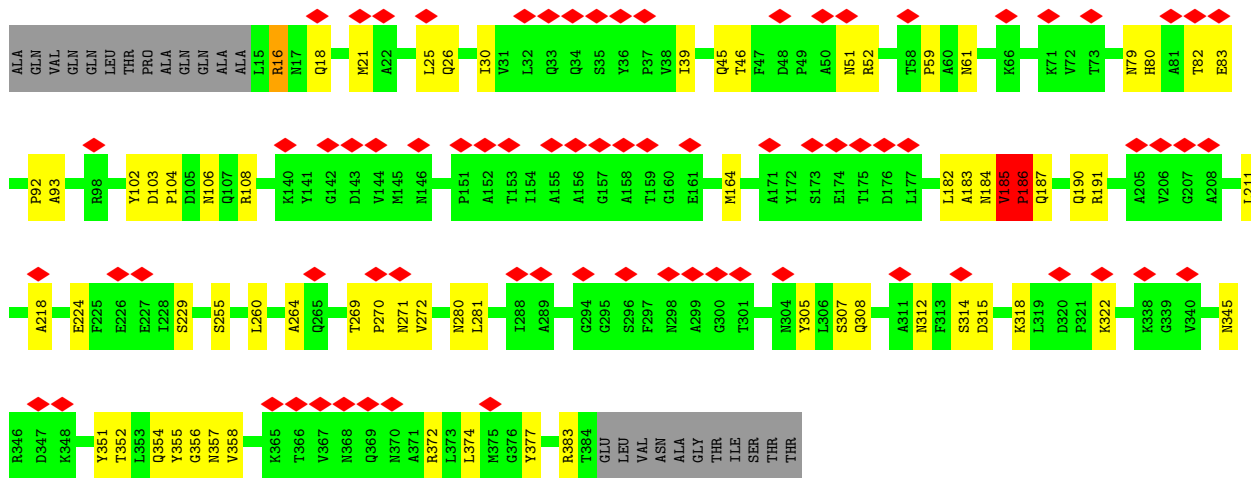 ALA GLN VAL GLN GLN LEU THR PRO ALA GLN GLN ALA ALA L15 R16 N17 Q18 M21 A22 L25 Q26 I30 V31 L32 Q33 Q34 S35 Y36 P37 V38 I39 Q45 T46 F47 D48 P49 A50 N51 R52 T58 P59 A60 N61 K66 K71 V72 T73 N79 H80 A81 T82 E83
P92 A93 R98 Y102 D103 P104 D105 N106 Q107 R108 K140 Y141 G142 D143 V144 M145 N146 P151 A152 T153 I154 A155 A156 G157 A158 T159 G160 E161 M164 A171 Y172 S173 E174 T175 D176 L177 L182 A183 N184 V185 P186 Q187 Q190 R191 A205 V206 G207 A208 L211
A218 E224 F225 E226 E227 I228 S229 S255 L260 A264 Q265 T269 P270 N271 V272 N280 L281 I288 A289 G294 G295 S296 F297 N298 A299 G300 T301 N304 Y305 L306 S307 Q308 A311 N312 F313 S314 D315 K318 L319 D320 P321 K322 K338 G339 V340 N345
R346 D347 K348 Y351 T352 L353 Q354 Y355 G356 N357 V358 K365 T366 V367 N368 Q369 N370 A371 R372 L373 L374 M375 G376 Y377 R383 T384 GLU LEU VAL ASN ALA GLY THR ILE SER THR THR